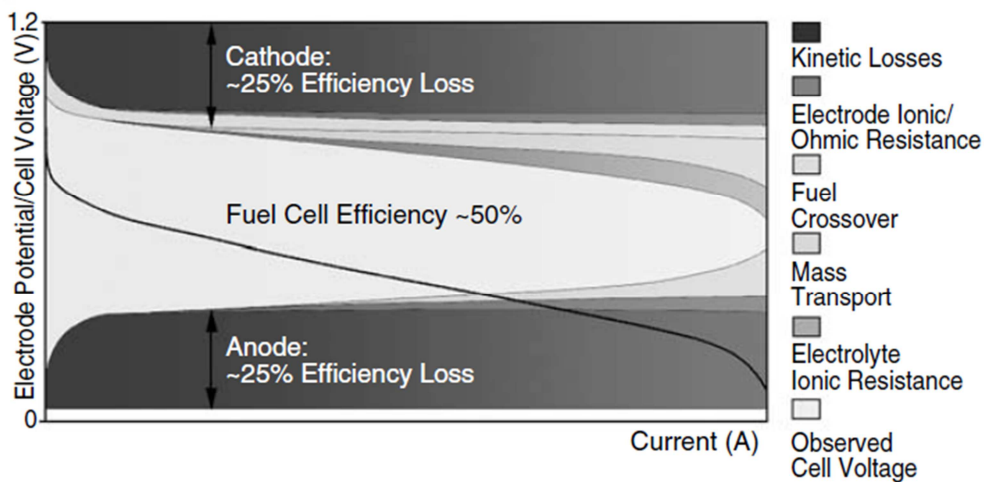 Electrode Potential/Cell Voltage (V)
1.2
0
Cathode:
~25% Efficiency Loss
Fuel Cell Efficiency ~50%
Anode:
~25% Efficiency Loss
Current (A)
Kinetic Losses
Electrode Ionic/
Ohmic Resistance
Fuel
Crossover
Mass
Transport
Electrolyte
Ionic Resistance
Observed
Cell Voltage